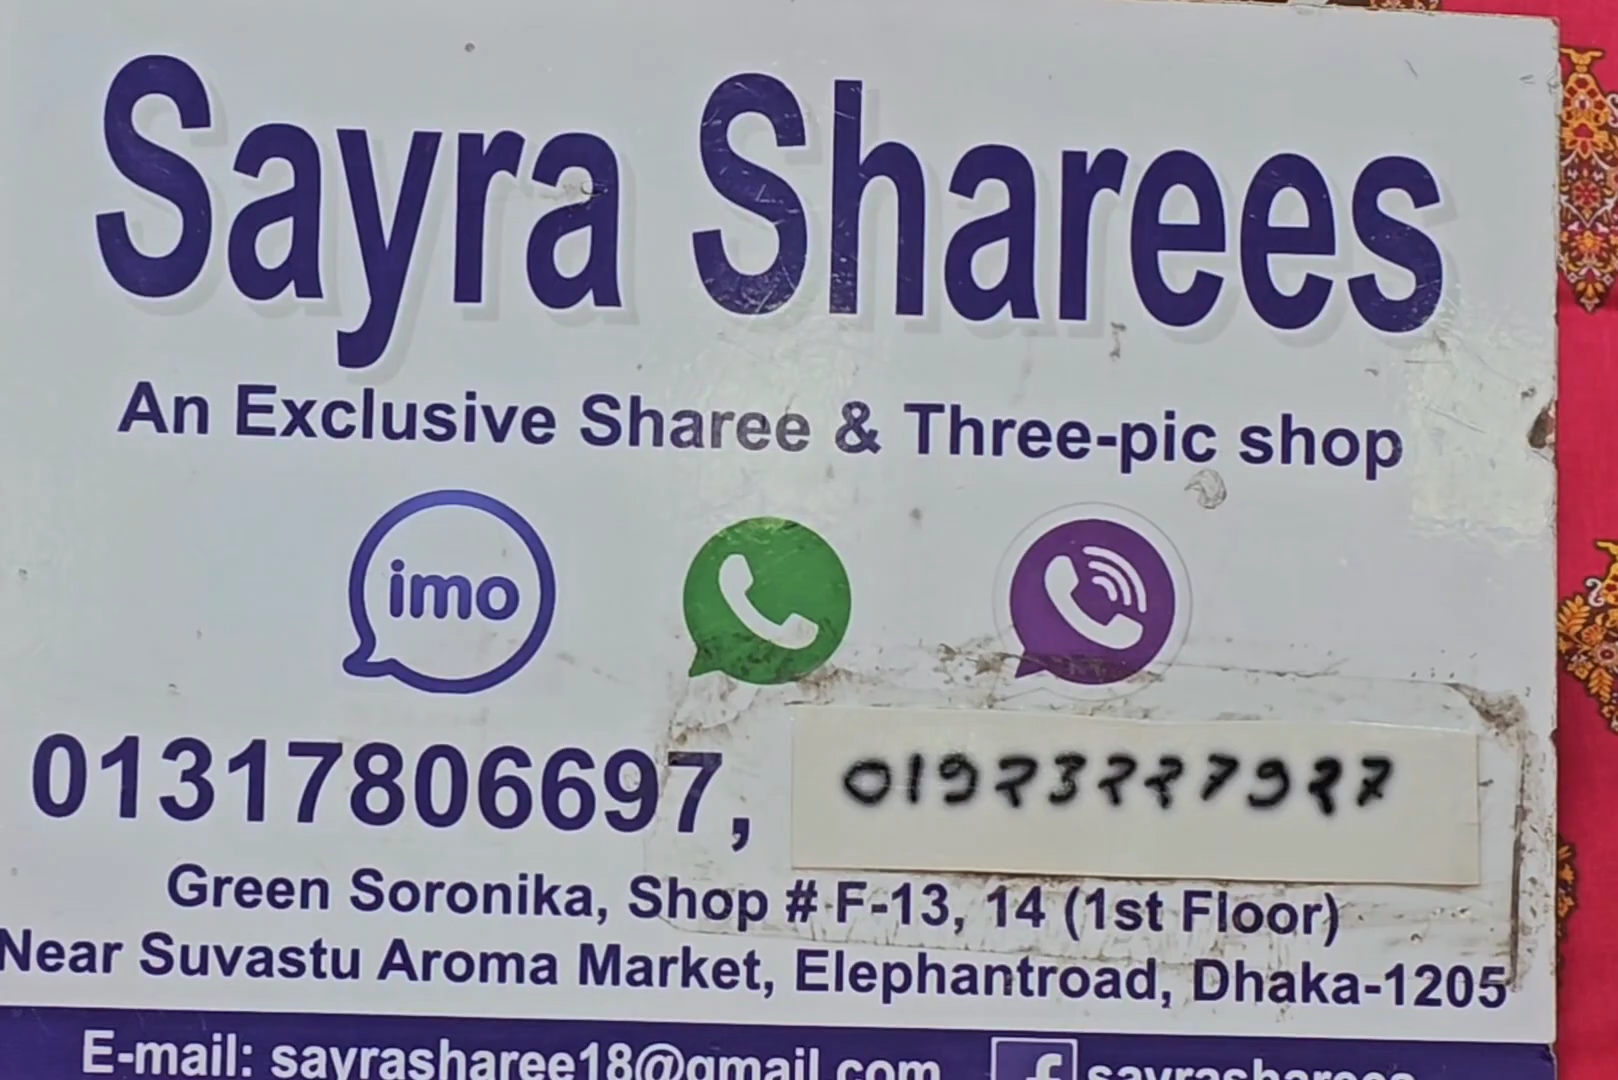 Sayra Sharees
An Exclusive Sharee & Three-pic shop
imo
01317806697,
Green Soronika, Shop # F-13, 14 (1st Floor)
Near Suvastu Aroma Market, Elephantroad, Dhaka-1205
E-mail: sayrasharee18@gmail.com f sayrasharees